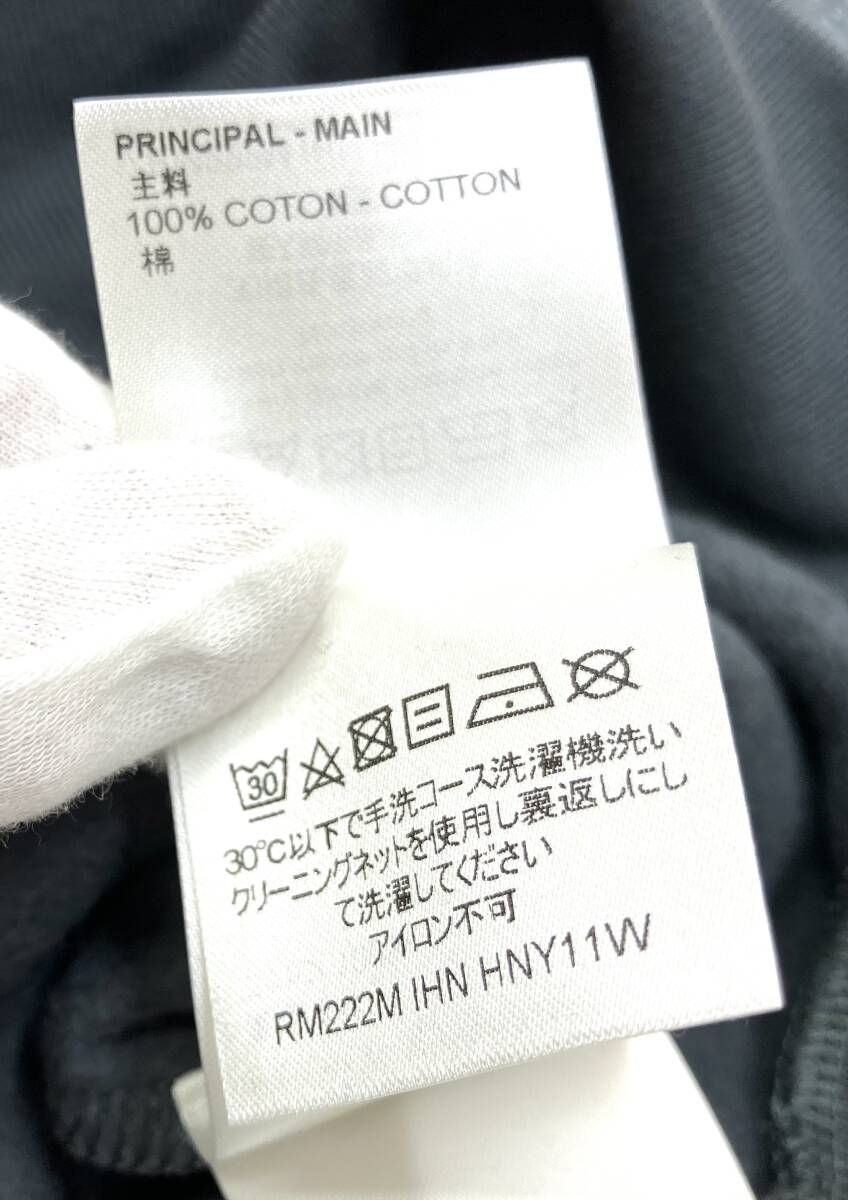 PRINCIPAL - MAIN
主料
100% COTON - COTTON
棉
30
30°C以下で手洗コース洗濯機洗い
クリーニングネットを使用し裏返しにし
て洗濯してください
アイロン不可
RM222M IHN HNY11W